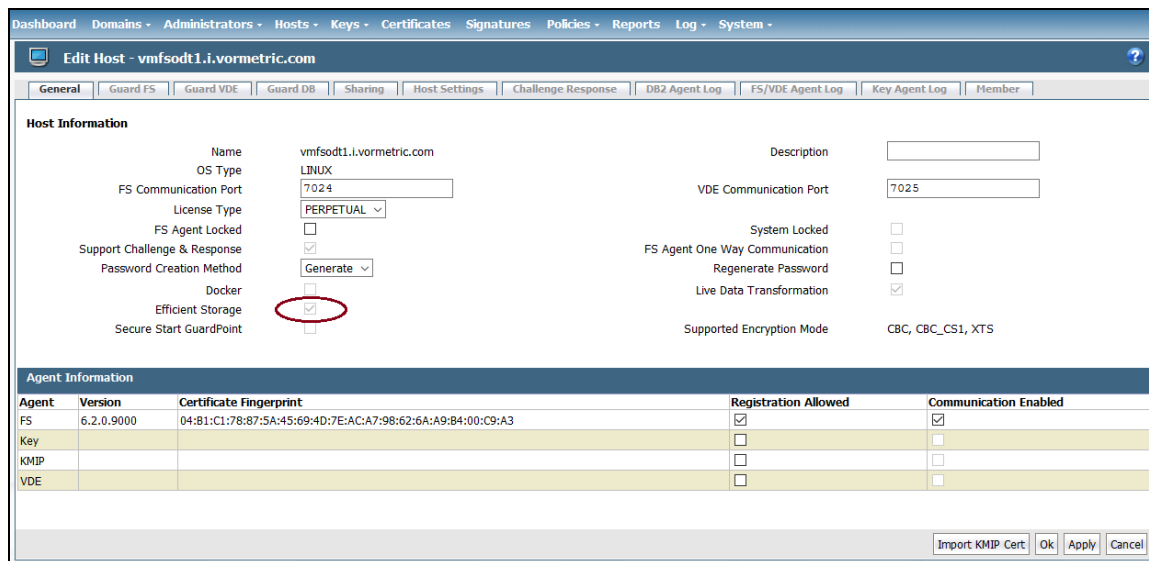 Dashboard Domains Administrators Hosts Keys Certificates Signatures Policies Reports Log System
Edit Host - vmfsodt1.i.vormetric.com ?
General Guard FS Guard VDE Guard DB Sharing Host Settings Challenge Response DB2 Agent Log FS/VDE Agent Log Key Agent Log Member
Host Information
Name vmfsodt1.i.vormetric.com Description
OS Type LINUX
FS Communication Port 7024 VDE Communication Port 7025
License Type PERPETUAL
FS Agent Locked System Locked
Support Challenge & Response FS Agent One Way Communication
Password Creation Method Generate Regenerate Password
Docker Live Data Transformation
Efficient Storage
Secure Start GuardPoint Supported Encryption Mode CBC, CBC_CS1, XTS
Agent Information
Agent Version Certificate Fingerprint Registration Allowed Communication Enabled
FS 6.2.0.9000 04:B1:C1:78:87:5A:45:69:4D:7E:AC:A7:98:62:6A:A9:B4:00:C9:A3
Key
KMIP
VDE
Import KMIP Cert Ok Apply Cancel